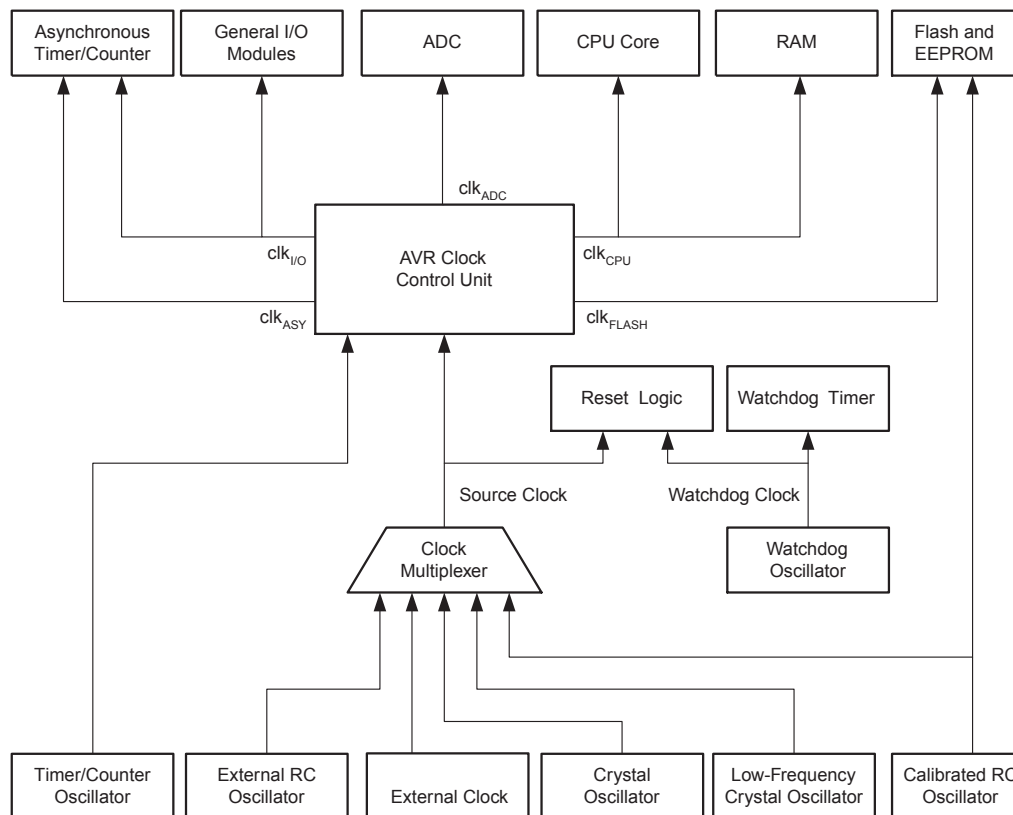 Asynchronous
Timer/Counter
General I/O
Modules
ADC
CPU Core
RAM
Flash and
EEPROM
clkADC
AVR Clock
Control Unit
clkI/O
clkCPU
clkASY
clkFLASH
Reset Logic
Watchdog Timer
Source Clock
Watchdog Clock
Clock
Multiplexer
Watchdog
Oscillator
Timer/Counter
Oscillator
External RC
Oscillator
External Clock
Crystal
Oscillator
Low-Frequency
Crystal Oscillator
Calibrated RC
Oscillator